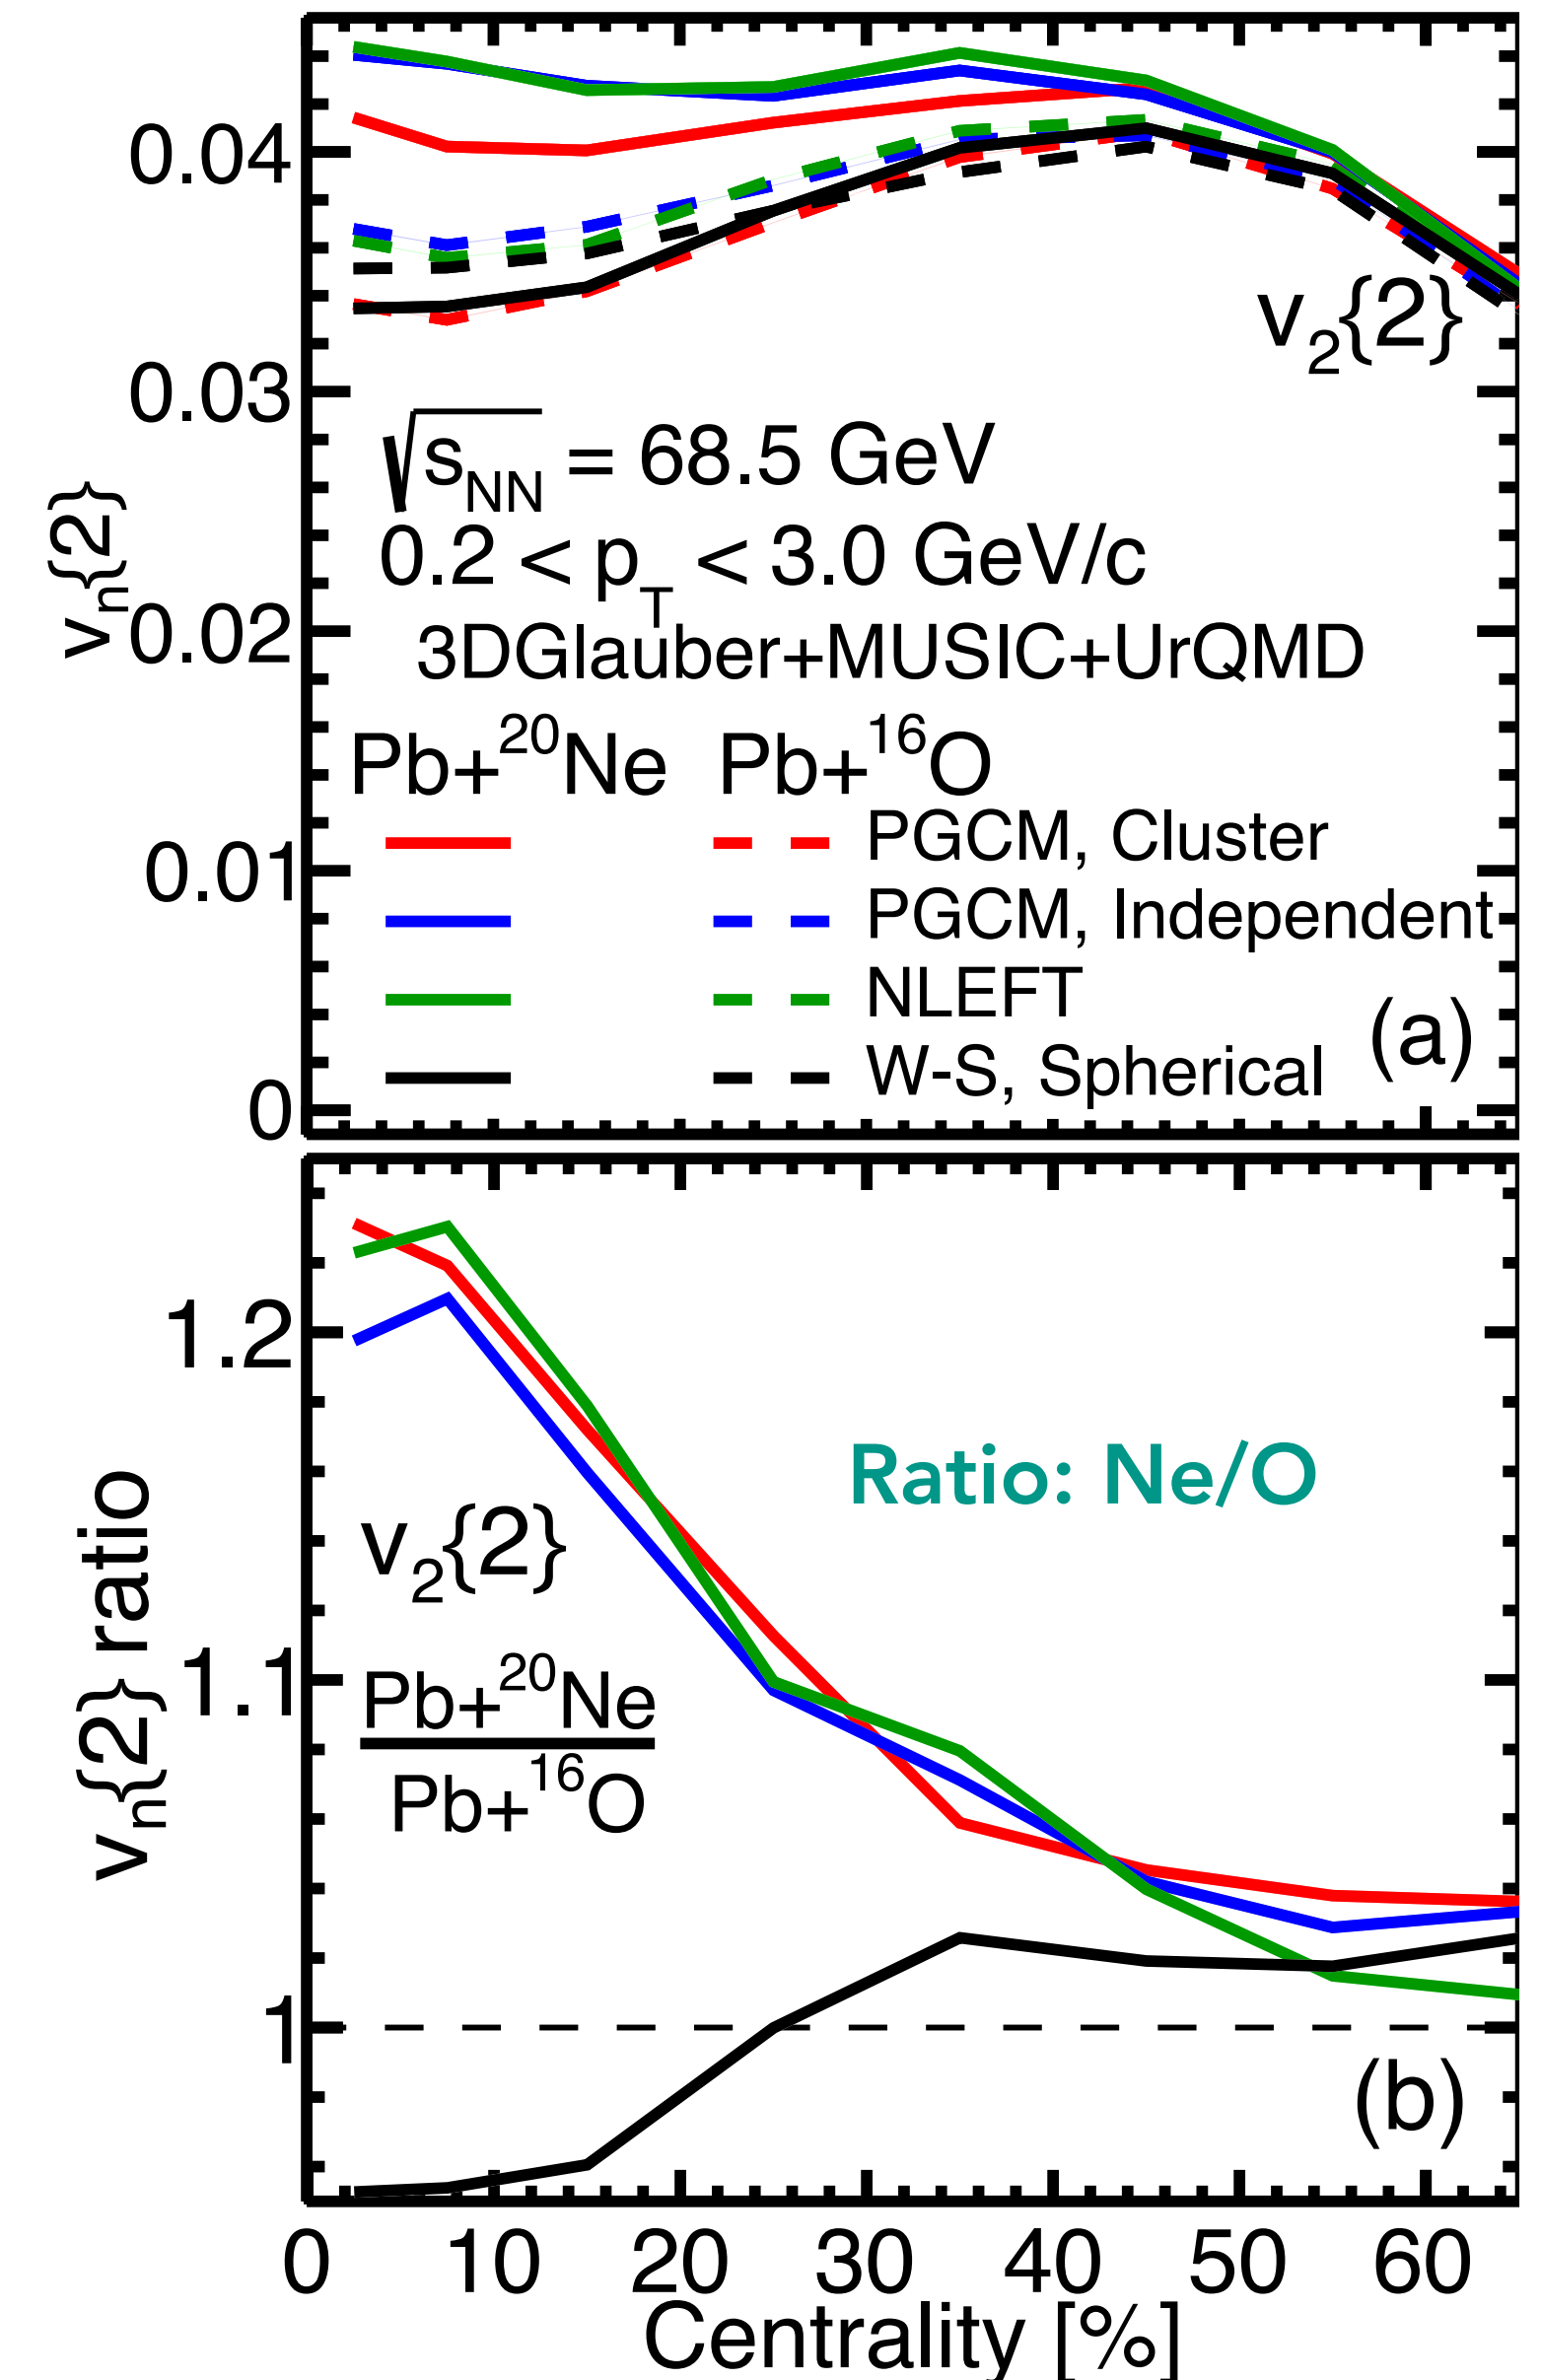 0.04
0.03
0.02
0.01
0
vn{2}
v2{2}
√sNN = 68.5 GeV
0.2 < pT < 3.0 GeV/c
3DGlauber+MUSIC+UrQMD
Pb+20Ne Pb+16O
PGCM, Cluster
PGCM, Independent
NLEFT
W-S, Spherical
(a)
1.2
1.1
1
vn{2} ratio
Ratio: Ne/O
v2{2}
Pb+20Ne
Pb+16O
(b)
0 10 20 30 40 50 60
Centrality [%]